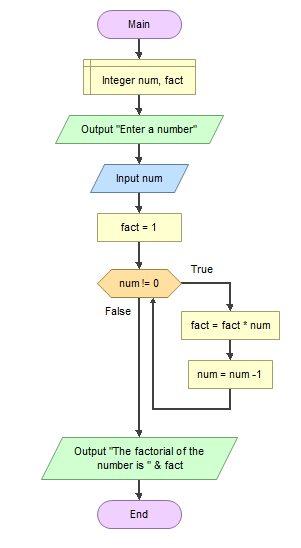 Main
Integer num, fact
Output "Enter a number"
Input num
fact = 1
num != 0
True
False
fact = fact * num
num = num -1
Output "The factorial of the
number is " & fact
End